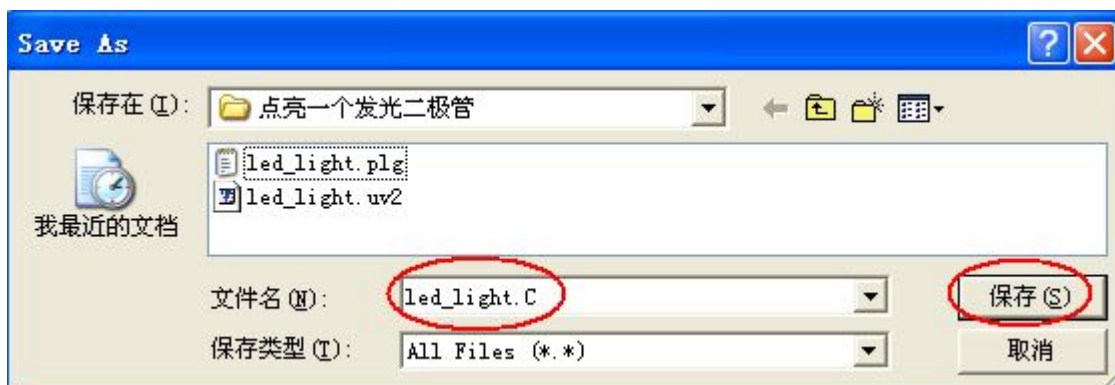 Save As
保存在(I):
点亮一个发光二极管
led_light.plg
led_light.uv2
我最近的文档
文件名(N):
led_light.C
保存(S)
保存类型(T):
All Files (*.*)
取消